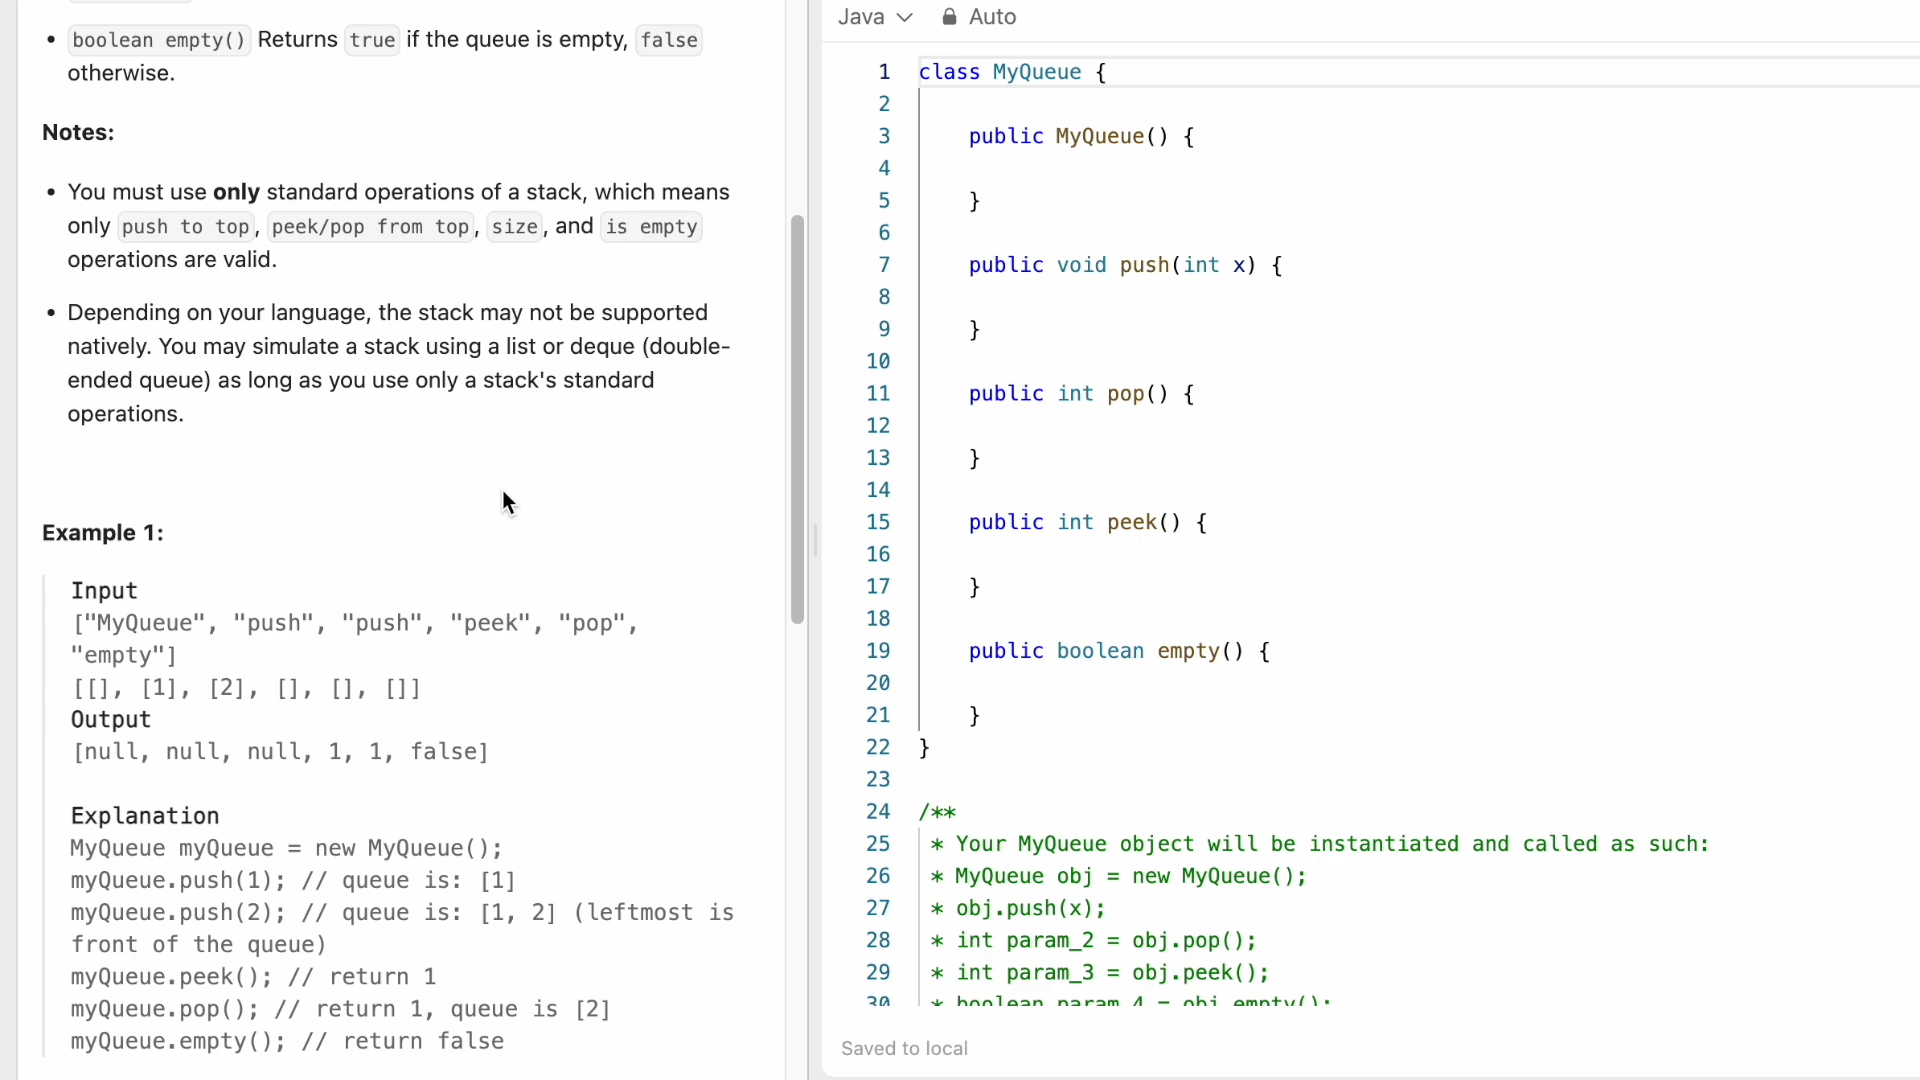 boolean empty() Returns true if the queue is empty, false
otherwise.
Notes:
• You must use only standard operations of a stack, which means
only push to top, peek/pop from top, size, and is empty
operations are valid.
• Depending on your language, the stack may not be supported
natively. You may simulate a stack using a list or deque (double-
ended queue) as long as you use only a stack's standard
operations.
Example 1:
Input
["MyQueue", "push", "push", "peek", "pop",
"empty"]
[[], [1], [2], [], [], []]
Output
[null, null, null, 1, 1, false]
Explanation
MyQueue myQueue = new MyQueue();
myQueue.push(1); // queue is: [1]
myQueue.push(2); // queue is: [1, 2] (leftmost is
front of the queue)
myQueue.peek(); // return 1
myQueue.pop(); // return 1, queue is [2]
myQueue.empty(); // return false
Java Auto
1 class MyQueue {
2
3 public MyQueue() {
4
5 }
6
7 public void push(int x) {
8
9 }
10
11 public int pop() {
12
13 }
14
15 public int peek() {
16
17 }
18
19 public boolean empty() {
20
21 }
22 }
23
24 /**
25 * Your MyQueue object will be instantiated and called as such:
26 * MyQueue obj = new MyQueue();
27 * obj.push(x);
28 * int param_2 = obj.pop();
29 * int param_3 = obj.peek();
30 * boolean param_4 = obj.empty();
Saved to local